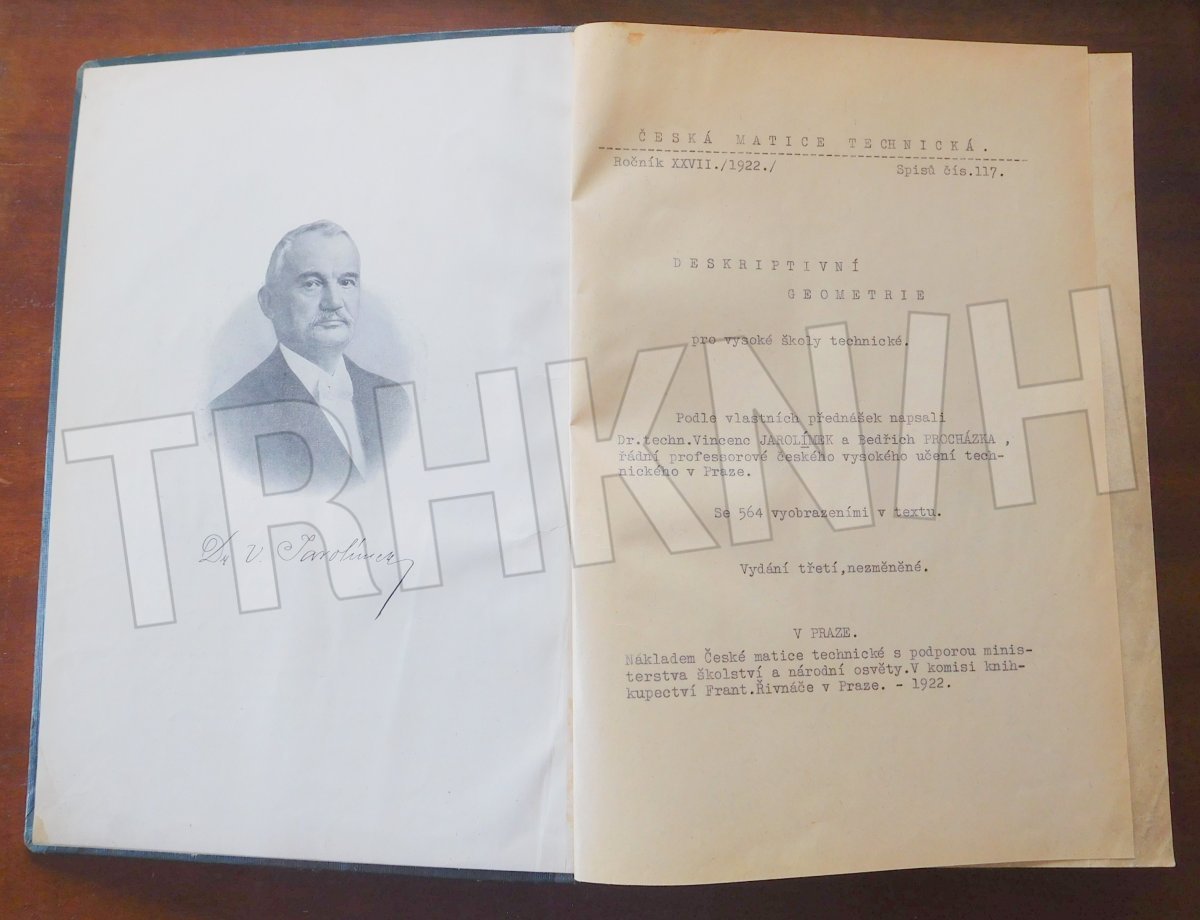 Dr. V. Jarolímek
ČESKÁ MATICE TECHNICKÁ.
Ročník XXVII./1922./ Spisů čís.117.
DESKRIPTIVNÍ
GEOMETRIE
pro vysoké školy technické.
Podle vlastních přednášek napsali
Dr.techn.Vincenc JAROLÍMEK a Bedřich PROCHÁZKA ,
řádní professorové českého vysokého učení tech-
nického v Praze.
Se 564 vyobrazeními v textu.
Vydání třetí,nezměněné.
V PRAZE.
Nákladem České matice technické s podporou minis-
terstva školství a národní osvěty.V komisi knih-
kupectví Frant.Řivnáče v Praze. - 1922.
TRHKNIH